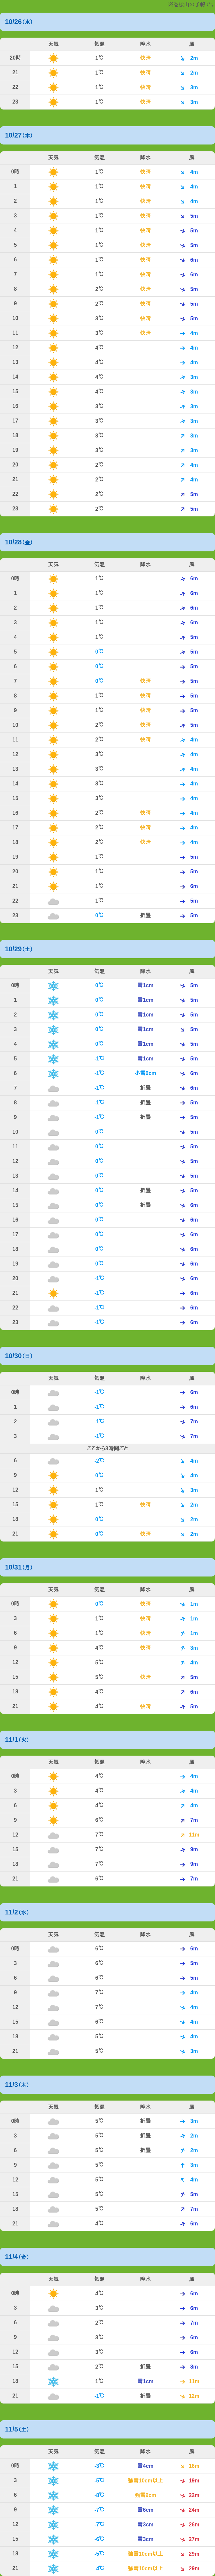 10/26(水)
天気 気温 降水 風
20時 1℃ 快晴 2m
21 1℃ 快晴 2m
22 1℃ 快晴 3m
23 1℃ 快晴 3m
10/27(木)
天気 気温 降水 風
0時 1℃ 快晴 4m
1 1℃ 快晴 4m
2 1℃ 快晴 4m
3 1℃ 快晴 5m
4 1℃ 快晴 5m
5 1℃ 快晴 5m
6 1℃ 快晴 6m
7 1℃ 快晴 6m
8 2℃ 快晴 5m
9 2℃ 快晴 5m
10 3℃ 快晴 5m
11 3℃ 快晴 4m
12 4℃ 4m
13 4℃ 4m
14 4℃ 3m
15 4℃ 3m
16 3℃ 3m
17 3℃ 3m
18 3℃ 3m
19 3℃ 3m
20 2℃ 4m
21 2℃ 4m
22 2℃ 5m
23 2℃ 5m
10/28(金)
天気 気温 降水 風
0時 1℃ 6m
1 1℃ 6m
2 1℃ 6m
3 1℃ 6m
4 1℃ 5m
5 0℃ 5m
6 0℃ 5m
7 0℃ 快晴 5m
8 1℃ 快晴 5m
9 1℃ 快晴 5m
10 2℃ 快晴 5m
11 2℃ 快晴 4m
12 3℃ 4m
13 3℃ 4m
14 3℃ 4m
15 3℃ 4m
16 2℃ 快晴 4m
17 2℃ 快晴 4m
18 2℃ 快晴 4m
19 1℃ 5m
20 1℃ 5m
21 1℃ 6m
22 1℃ 5m
23 0℃ 折曇 5m
10/29(土)
天気 気温 降水 風
0時 0℃ 雪1cm 5m
1 0℃ 雪1cm 5m
2 0℃ 雪1cm 5m
3 0℃ 雪1cm 5m
4 0℃ 雪1cm 5m
5 -1℃ 雪1cm 5m
6 -1℃ 小雪0cm 6m
7 -1℃ 折曇 6m
8 -1℃ 折曇 5m
9 -1℃ 折曇 5m
10 0℃ 5m
11 0℃ 5m
12 0℃ 5m
13 0℃ 5m
14 0℃ 折曇 5m
15 0℃ 折曇 6m
16 0℃ 6m
17 0℃ 6m
18 0℃ 6m
19 0℃ 6m
20 -1℃ 6m
21 -1℃ 6m
22 -1℃ 6m
23 -1℃ 6m
10/30(日)
天気 気温 降水 風
0時 -1℃ 6m
1 -1℃ 6m
2 -1℃ 7m
3 -1℃ 7m
ここから3時間ごと
6 -2℃ 4m
9 0℃ 4m
12 1℃ 3m
15 1℃ 快晴 2m
18 0℃ 2m
21 0℃ 快晴 2m
10/31(月)
天気 気温 降水 風
0時 0℃ 快晴 1m
3 1℃ 快晴 1m
6 1℃ 快晴 1m
9 4℃ 快晴 3m
12 5℃ 4m
15 5℃ 快晴 5m
18 4℃ 6m
21 4℃ 快晴 5m
11/1(火)
天気 気温 降水 風
0時 4℃ 4m
3 4℃ 4m
6 4℃ 4m
9 6℃ 7m
12 7℃ 11m
15 7℃ 9m
18 7℃ 9m
21 6℃ 7m
11/2(水)
天気 気温 降水 風
0時 6℃ 6m
3 6℃ 5m
6 6℃ 5m
9 7℃ 4m
12 7℃ 4m
15 6℃ 4m
18 5℃ 4m
21 5℃ 3m
11/3(木)
天気 気温 降水 風
0時 5℃ 折曇 3m
3 5℃ 折曇 2m
6 5℃ 折曇 2m
9 5℃ 3m
12 5℃ 4m
15 5℃ 5m
18 5℃ 7m
21 4℃ 6m
11/4(金)
天気 気温 降水 風
0時 4℃ 6m
3 3℃ 6m
6 2℃ 7m
9 3℃ 6m
12 3℃ 6m
15 2℃ 折曇 8m
18 1℃ 雪1cm 11m
21 -1℃ 折曇 12m
11/5(土)
天気 気温 降水 風
0時 -3℃ 雪4cm 16m
3 -5℃ 強雪10cm以上 19m
6 -8℃ 強雪8cm 22m
9 -7℃ 雪6cm 24m
12 -7℃ 雪3cm 26m
15 -6℃ 雪3cm 27m
18 -5℃ 強雪10cm以上 29m
21 -4℃ 強雪10cm以上 29m